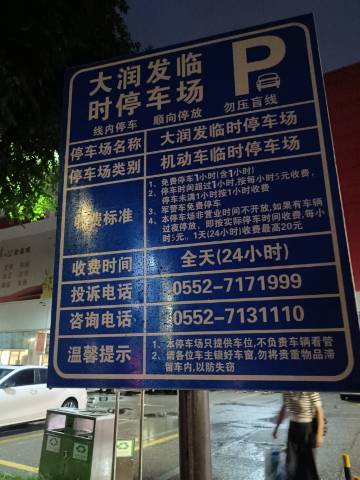 大润发临
时停车场
P
线内停车 顺向停放 勿压盲线
停车场名称 大润发临时停车场
停车场类别 机动车临时停车场
标准
1、免费停车1小时(含1小时)
2、停车时间超过1小时,按每小时5元收费,
停车未满1小时按1小时收费
3、军警车免费停车
4、本停车场非营业时间不开放,如果有车辆
过夜停放,即按实际停车时间收费,每小
时5元。1天(24小时)收费最高20元
收费时间 全天(24小时)
投诉电话 0552-7171999
咨询电话 0552-7131110
温馨提示
1、本停车场只提供车位,不负责车辆看管
2、请各位车主锁好车窗,勿将贵重物品滞
留车内,以防失窃